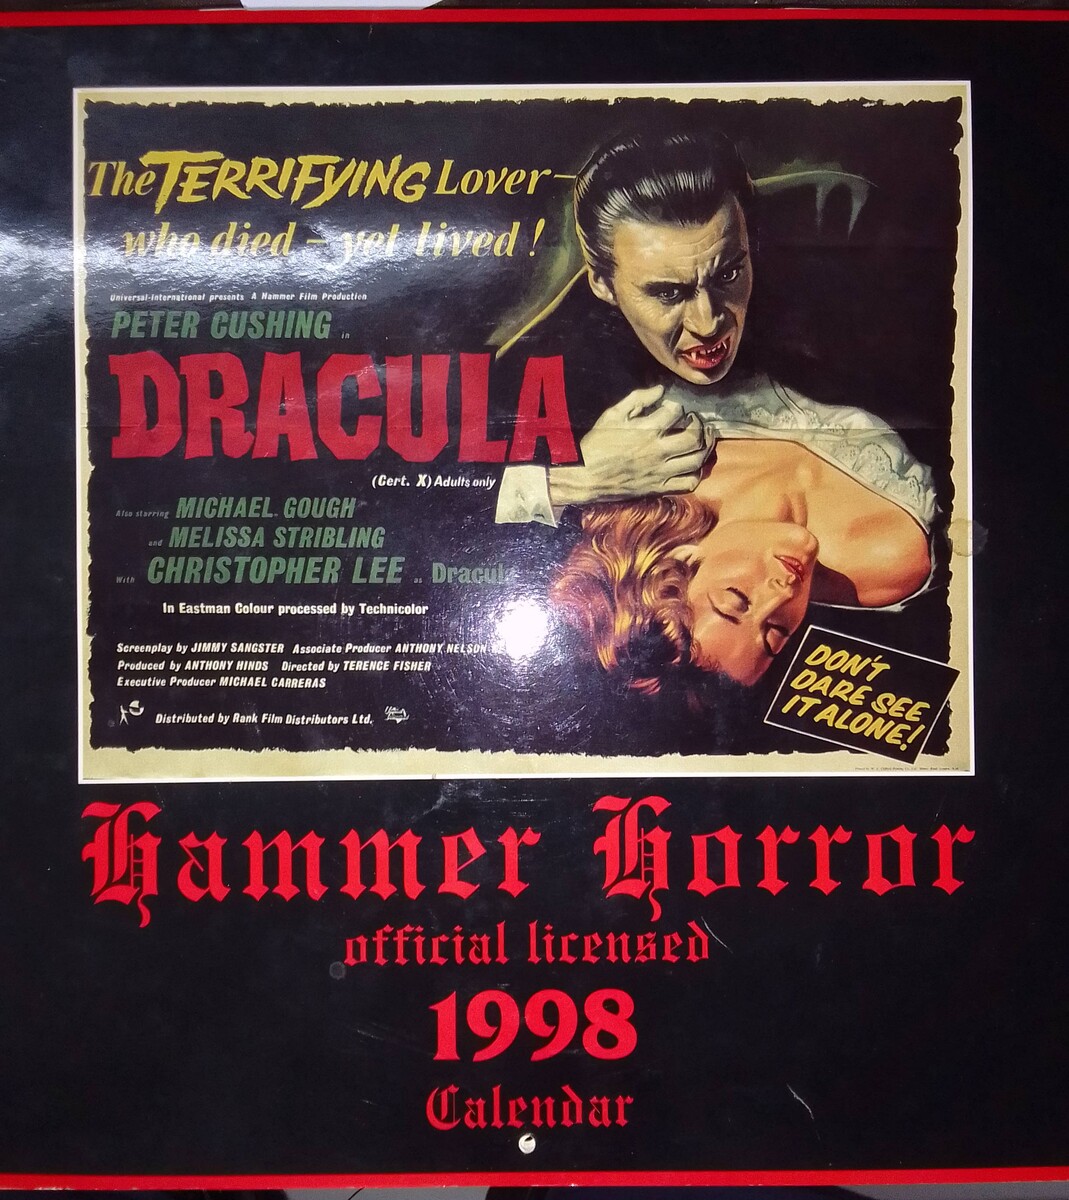 The TERRIFYING Lover—
who died - yet lived!
Universal-International presents A Hammer Film Production
PETER CUSHING in
DRACULA
(Cert. X) Adults only
Also starring MICHAEL GOUGH
and MELISSA STRIBLING
With CHRISTOPHER LEE as Dracul
In Eastman Colour processed by Technicolor
Screenplay by JIMMY SANGSTER Associate Producer ANTHONY NELSON
Produced by ANTHONY HINDS Directed by TERENCE FISHER
Executive Producer MICHAEL CARRERAS
Distributed by Rank Film Distributors Ltd.
DON'T
DARE SEE
IT ALONE!
Hammer Horror
official licensed
1998
Calendar